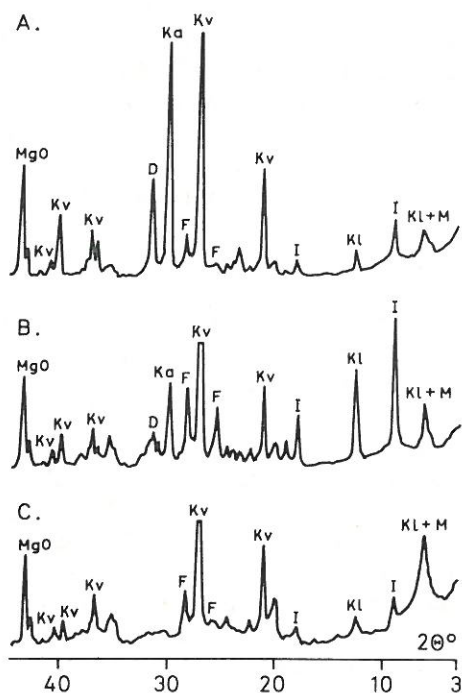 A.
Ka Kv
MgO Kv Kv Kv D F F Kv I Kl I Kl+M
B.
MgO Kv Kv Kv D Ka F Kv F Kv I Kl I Kl+M
C.
MgO Kv Kv Kv F Kv F Kv I Kl I Kl+M
2θ°
40 30 20 10 3